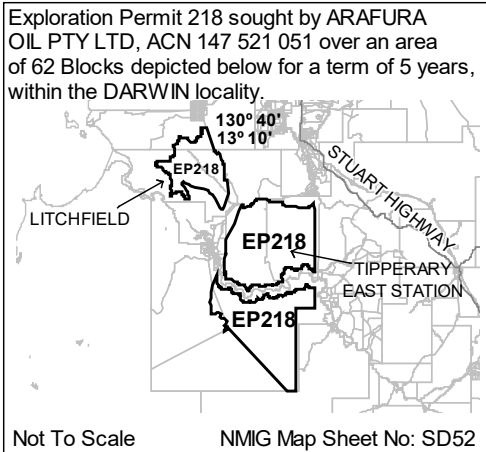 Exploration Permit 218 sought by ARAFURA
OIL PTY LTD, ACN 147 521 051 over an area
of 62 Blocks depicted below for a term of 5 years,
within the DARWIN locality.
130° 40'
13° 10'
EP218
STUART HIGHWAY
LITCHFIELD
EP218
TIPPERARY
EAST STATION
EP218
Not To Scale NMIG Map Sheet No: SD52